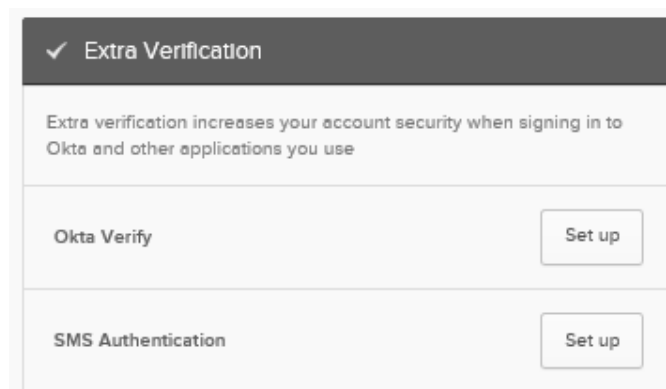 Extra Verification
Extra verification increases your account security when signing in to
Okta and other applications you use
Okta Verify
Set up
SMS Authentication
Set up